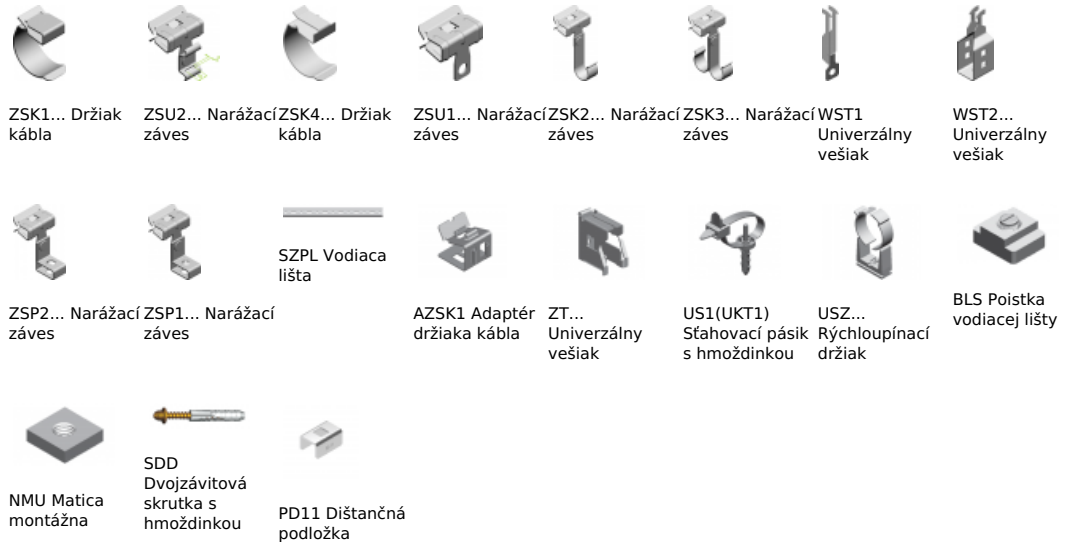 ZSK1... Držiak
kábla
ZSU2... Narážací
záves
ZSK4... Držiak
kábla
ZSU1... Narážací
záves
ZSK2... Narážací
záves
ZSK3... Narážací
záves
WST1
Univerzálny
vešiak
WST2...
Univerzálny
vešiak
ZSP2... Narážací
záves
ZSP1... Narážací
záves
SZPL Vodiaca
lišta
AZSK1 Adaptér
držiaka kábla
ZT...
Univerzálny
vešiak
US1(UKT1)
Sťahovací pásik
s hmoždinkou
USZ...
Rýchloupínací
držiak
BLS Poistka
vodiacej lišty
NMU Matica
montážna
SDD
Dvojzávitová
skrutka s
hmoždinkou
PD11 Dištančná
podložka